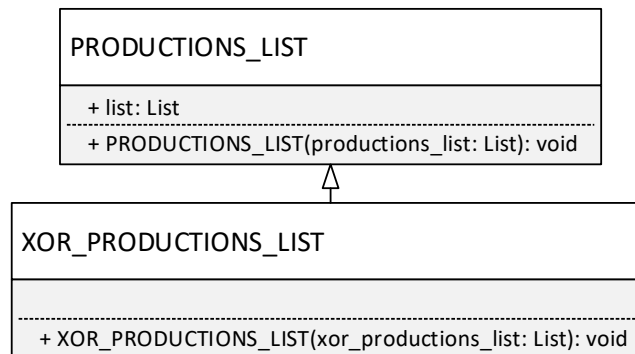 PRODUCTIONS_LIST
+ list: List
+ PRODUCTIONS_LIST(productions_list: List): void
XOR_PRODUCTIONS_LIST
+ XOR_PRODUCTIONS_LIST(xor_productions_list: List): void